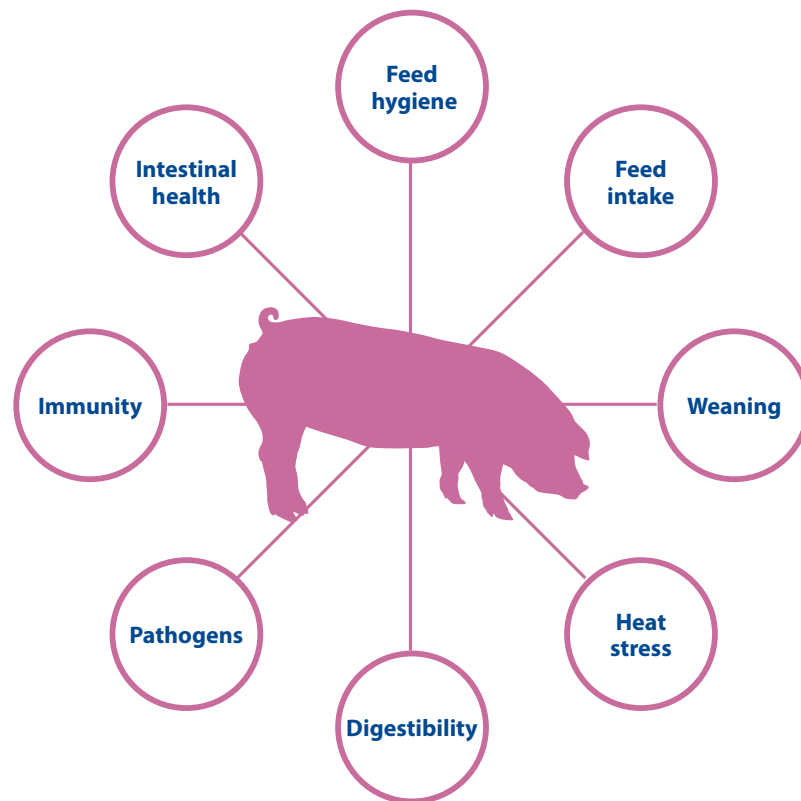 Feed
hygiene
Feed
intake
Intestinal
health
Immunity
Weaning
Pathogens
Heat
stress
Digestibility